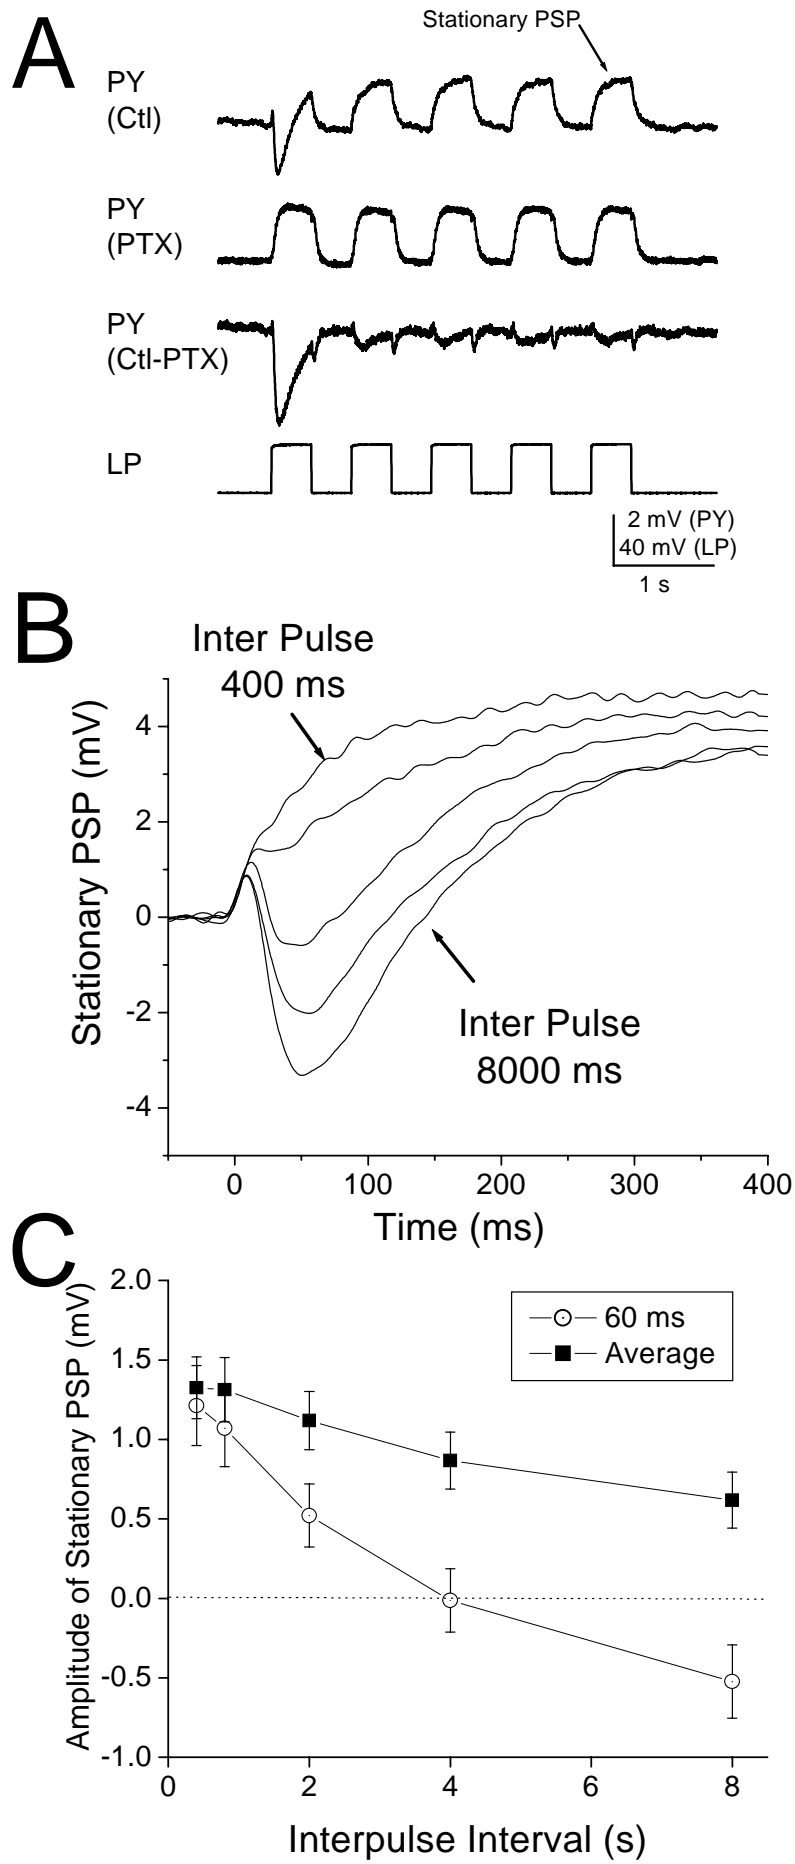 A
Stationary PSP
PY
(Ctl)
PY
(PTX)
PY
(Ctl-PTX)
LP
2 mV (PY)
40 mV (LP)
1 s
B
Inter Pulse
400 ms
Stationary PSP (mV)
4
2
0
-2
-4
Inter Pulse
8000 ms
0 100 200 300 400
Time (ms)
C
Amplitude of Stationary PSP (mV)
2.0
1.5
1.0
0.5
0.0
-0.5
-1.0
60 ms
Average
0 2 4 6 8
Interpulse Interval (s)